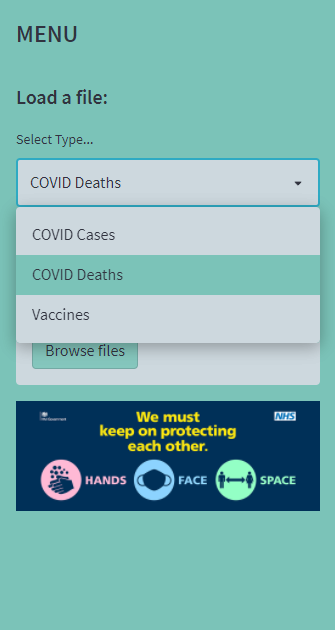 MENU
Load a file:
Select Type...
COVID Deaths
COVID Cases
COVID Deaths
Vaccines
Browse files
We must
keep on protecting
each other.
NHS
HANDS
FACE
SPACE